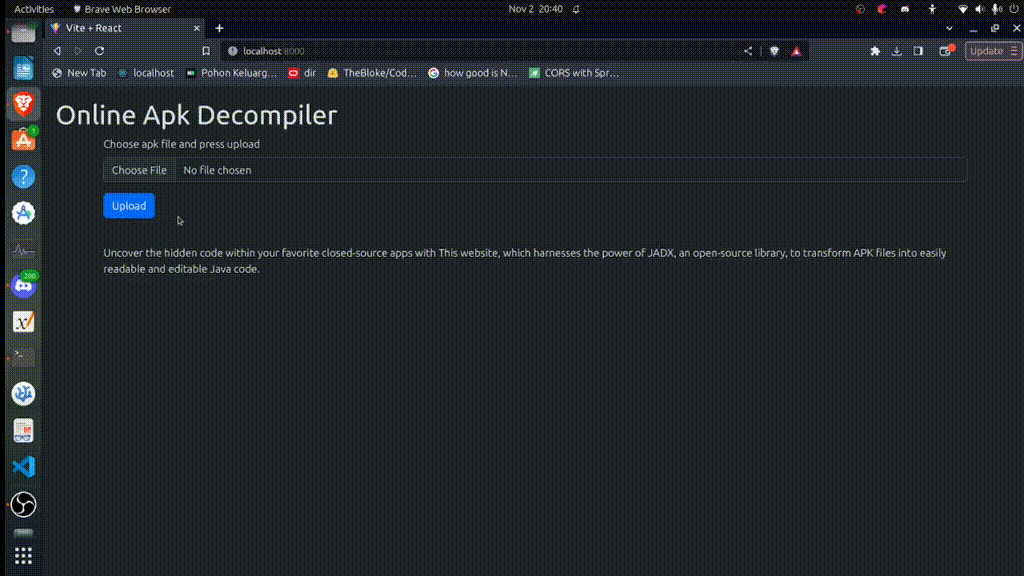 Activities Brave Web Browser Nov 2 20:40
Vite + React
localhost:8000 Update
New Tab localhost Pohon Keluarg... dir TheBloke/Cod... how good is N... CORS with Spr...
Online Apk Decompiler
Choose apk file and press upload
Choose File No file chosen
Upload
Uncover the hidden code within your favorite closed-source apps with This website, which harnesses the power of JADX, an open-source library, to transform APK files into easily
readable and editable Java code.
1
280